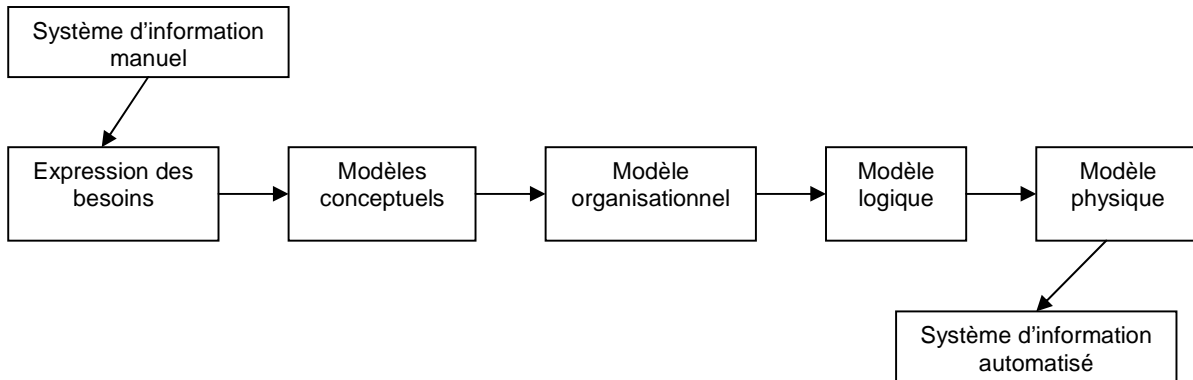 Système d’information
manuel
Expression des
besoins
Modèles
conceptuels
Modèle
organisationnel
Modèle
logique
Modèle
physique
Système d’information
automatisé